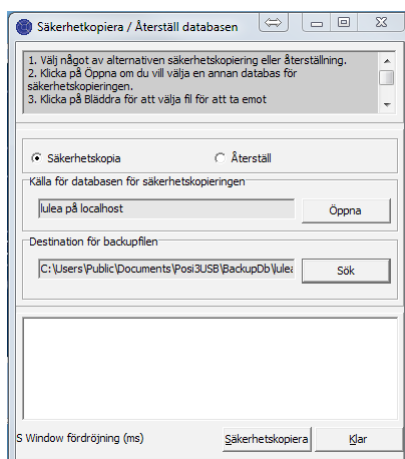 Säkerhetkopiera / Återställ databasen
1. Välj något av alternativen säkerhetskopiering eller återställning.
2. Klicka på Öppna om du vill välja en annan databas för
säkerhetskopieringen.
3. Klicka på Bläddra för att välja fil för att ta emot
Säkerhetskopia
Återställ
Källa för databasen för säkerhetskopieringen
lulea på localhost
Öppna
Destination för backupfilen
C:\Users\Public\Documents\Posi3USB\BackupDb\lulea
Sök
S Window fördröjning (ms)
Säkerhetskopiera
Klar